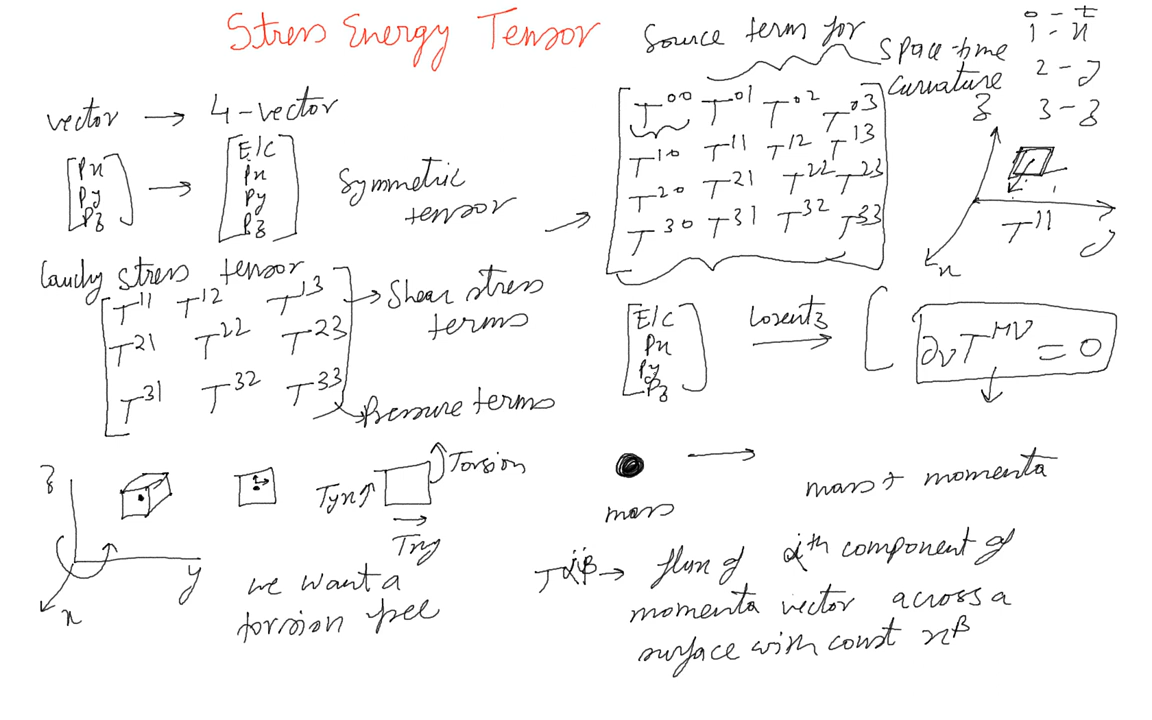 Stress Energy Tensor
Source term for
space-time
curvature
0 - t
1 - x
2 - y
3 - z
vector → 4-vector
[Px
Py
Pz]
→
[E/C
Px
Py
Pz]
Symmetric
tensor
T⁰⁰ T⁰¹ T⁰² T⁰³
T¹⁰ T¹¹ T¹² T¹³
T²⁰ T²¹ T²² T²³
T³⁰ T³¹ T³² T³³
z
T¹¹
y
x
Cauchy stress tensor
T¹¹ T¹² T¹³
T²¹ T²² T²³
T³¹ T³² T³³
→ Shear stress
terms
Pressure terms
[E/C
Px
Py
Pz]
Lorentz
→
∂νT^μν = 0
z
y
x
Tyx
Torsion
Txy
we want a
torsion free
mass
→
mass + momenta
T^αβ → flux of αth component of
momenta vector across a
surface with const x^β